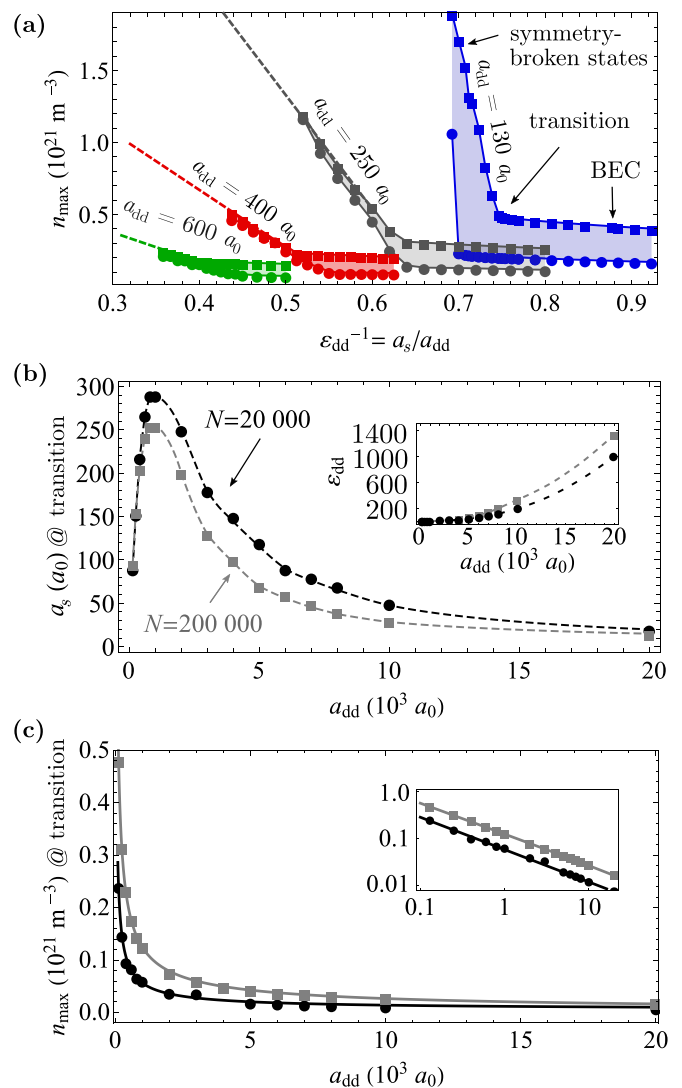 (a)
n_max (10^21 m^−3)
1.5
1.0
0.5
0.3 0.4 0.5 0.6 0.7 0.8 0.9
ε_dd^−1 = a_s/a_dd
a_dd = 600 a_0
a_dd = 400 a_0
a_dd = 250 a_0
a_dd = 130 a_0
symmetry-
broken states
transition
BEC
(b)
a_s (a_0) @ transition
300
250
200
150
100
50
0
0 5 10 15 20
a_dd (10^3 a_0)
N=20 000
N=200 000
ε_dd
1400
1000
600
200
0 5 10 15 20
a_dd (10^3 a_0)
(c)
n_max (10^21 m^−3) @ transition
0.5
0.4
0.3
0.2
0.1
0.0
0 5 10 15 20
a_dd (10^3 a_0)
1.0
0.1
0.01
0.1 1 10